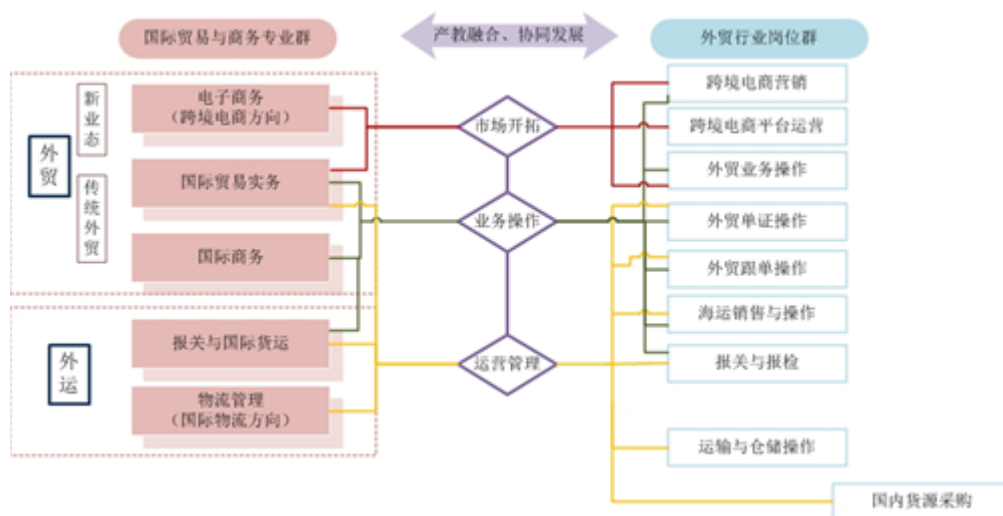 国际贸易与商务专业群
产教融合、协同发展
外贸行业岗位群
外贸
新业态
传统外贸
电子商务
（跨境电商方向）
国际贸易实务
国际商务
外运
报关与国际货运
物流管理
（国际物流方向）
市场开拓
业务操作
运营管理
跨境电商营销
跨境电商平台运营
外贸业务操作
外贸单证操作
外贸跟单操作
海运销售与操作
报关与报检
运输与仓储操作
国内货源采购